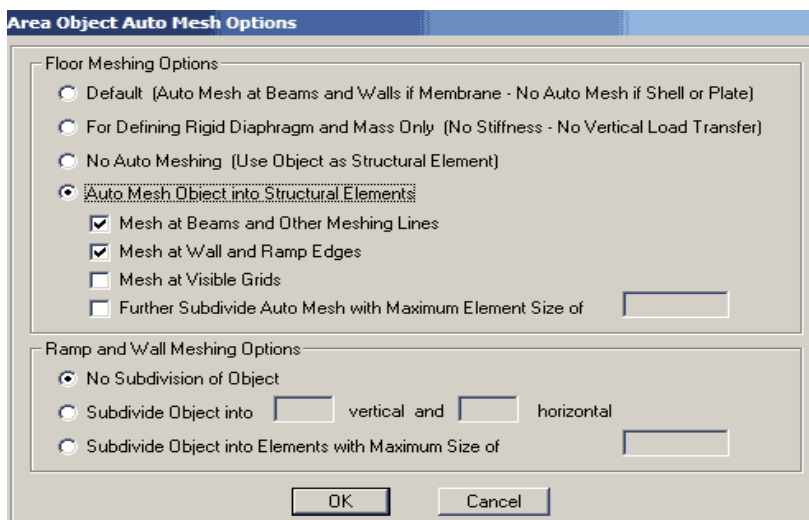 Area Object Auto Mesh Options
Floor Meshing Options
Default (Auto Mesh at Beams and Walls if Membrane - No Auto Mesh if Shell or Plate)
For Defining Rigid Diaphragm and Mass Only (No Stiffness - No Vertical Load Transfer)
No Auto Meshing (Use Object as Structural Element)
Auto Mesh Object into Structural Elements
Mesh at Beams and Other Meshing Lines
Mesh at Wall and Ramp Edges
Mesh at Visible Grids
Further Subdivide Auto Mesh with Maximum Element Size of
Ramp and Wall Meshing Options
No Subdivision of Object
Subdivide Object into vertical and horizontal
Subdivide Object into Elements with Maximum Size of
OK Cancel